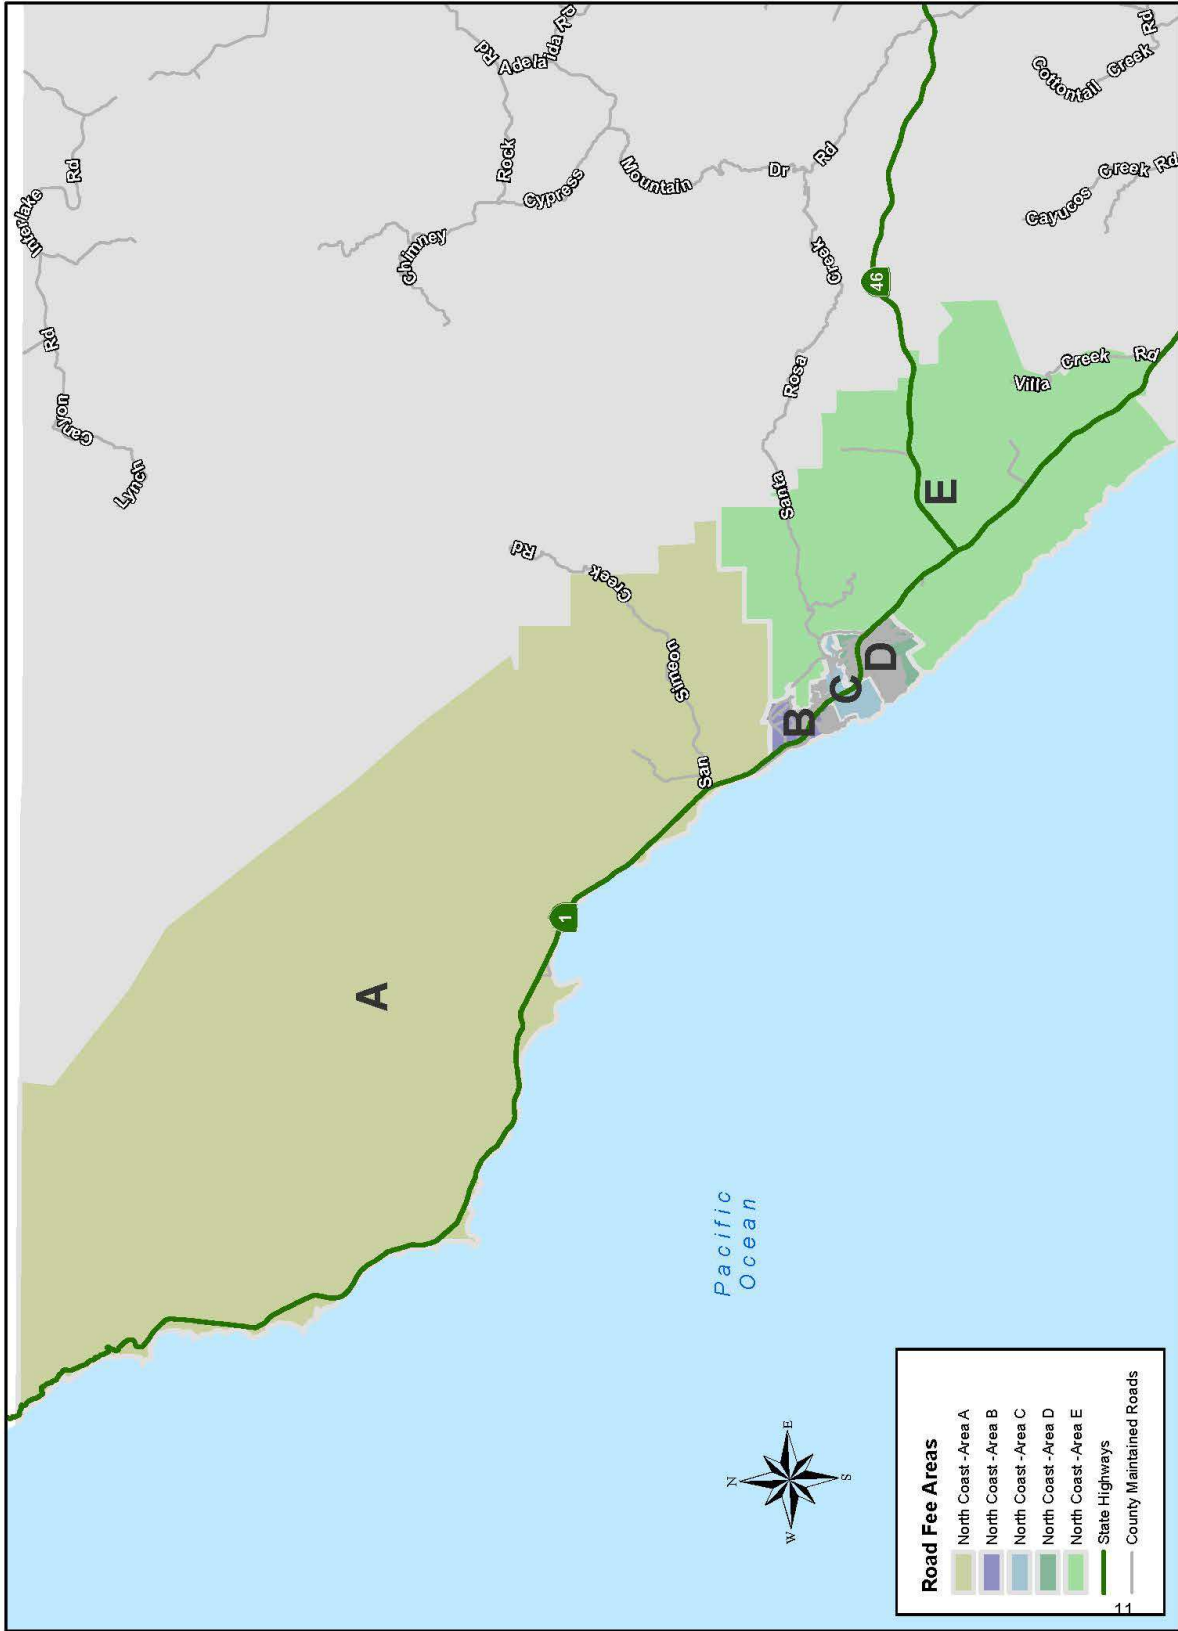 Interlake
Rd
Lynch
Canyon
Rd
Chimney
Rock
Rd
Adelaida Rd
Cypress
Mountain
Dr
Santa
Rosa
Creek
Rd
San
Simeon
Creek
Rd
Cottontail Creek Rd
Cayucos Creek Rd
Villa Creek Rd
46
1
A
B
C
D
E
Pacific
Ocean
N
E
S
W
Road Fee Areas
North Coast -Area A
North Coast -Area B
North Coast -Area C
North Coast -Area D
North Coast -Area E
State Highways
County Maintained Roads
11